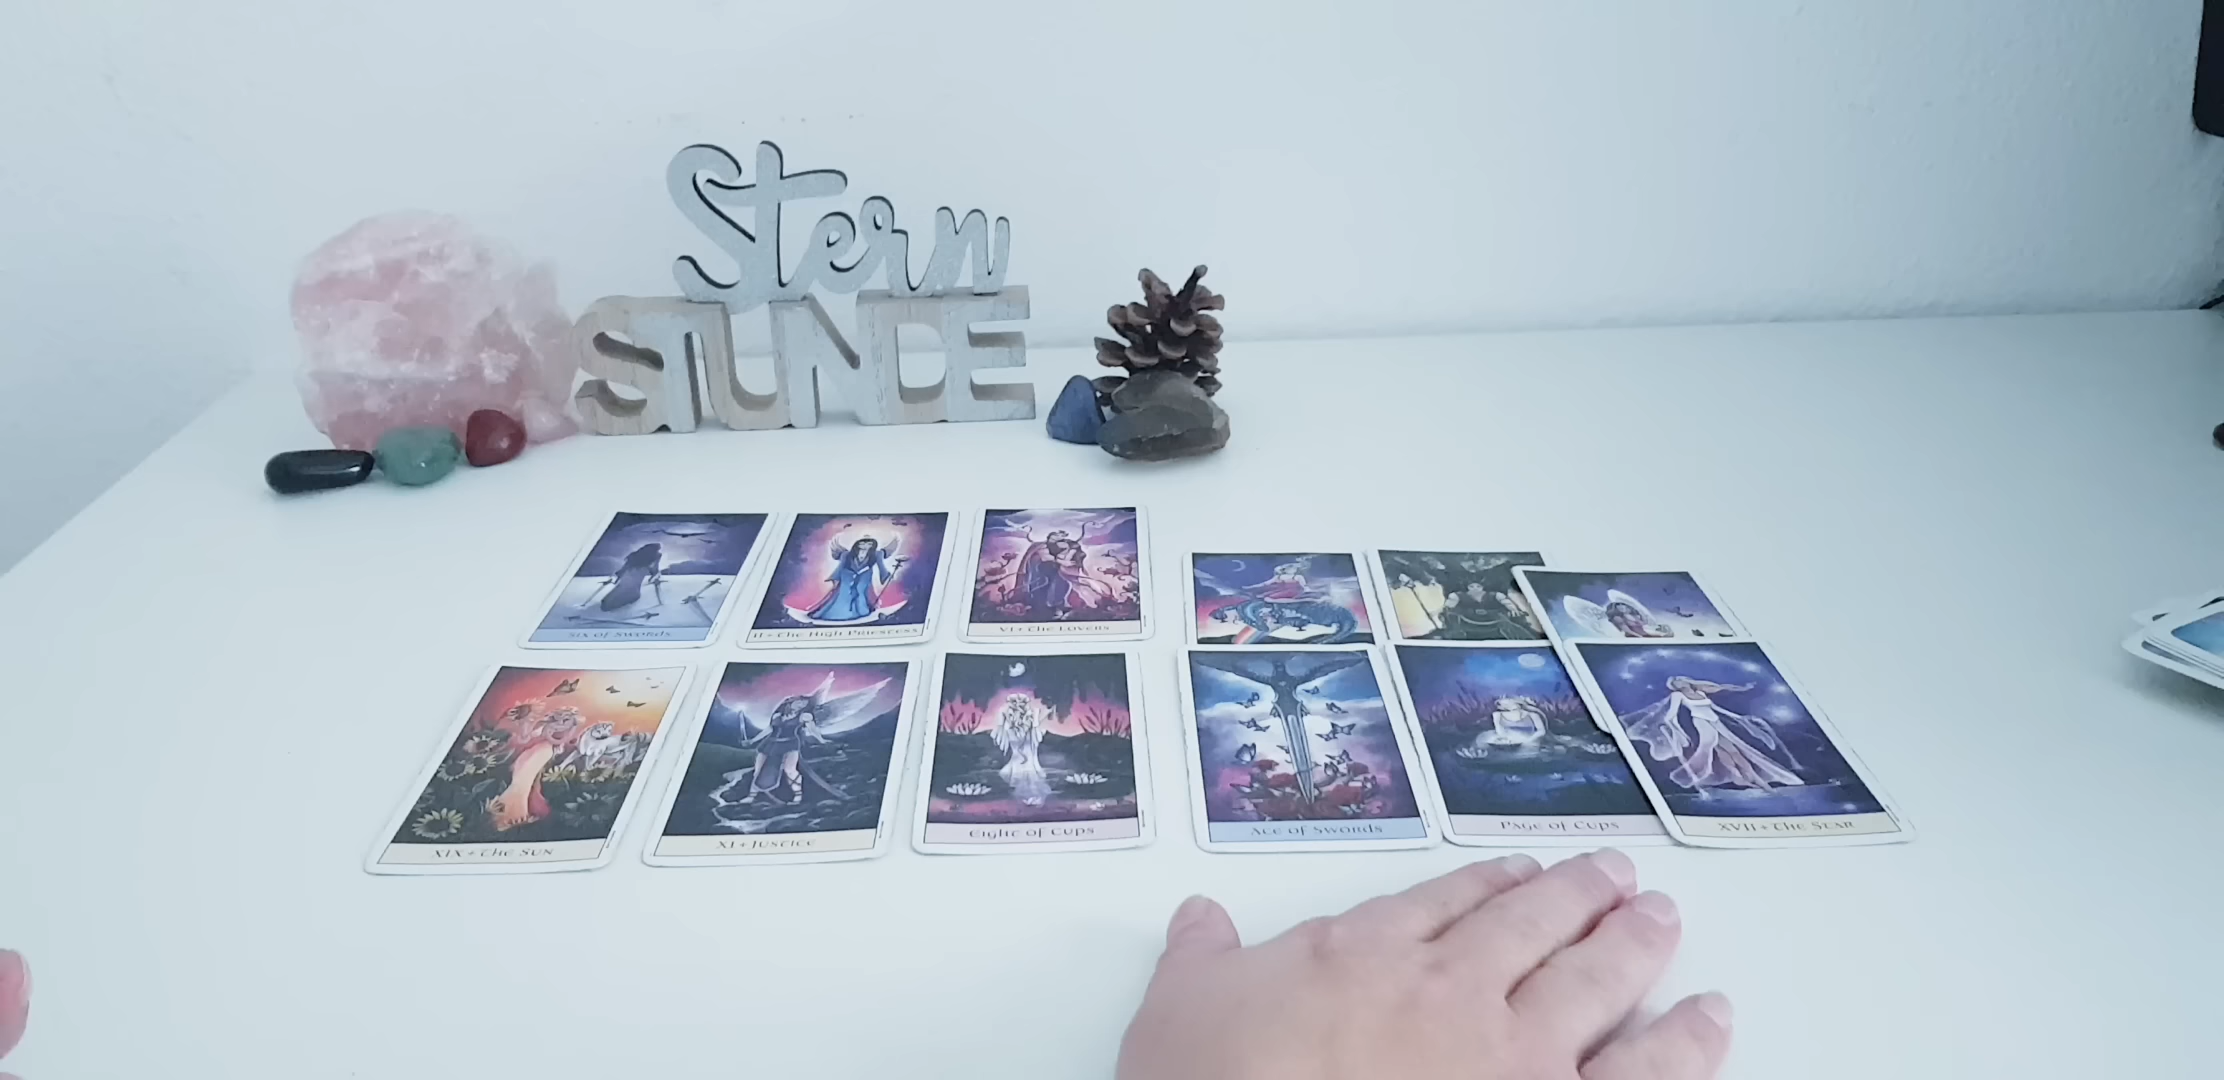 Stern
STUNDE
SIX OF SWORDS
II + THE HIGH PRIESTESS
VI + THE LOVERS
XIX + THE SUN
XI + JUSTICE
EIGHT OF CUPS
ACE OF SWORDS
PAGE OF CUPS
XVII + THE STAR